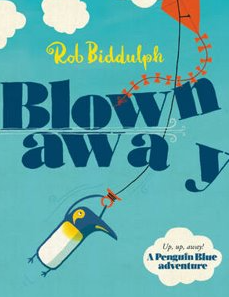 Rob Biddulph
Blown
away
Up, up, away!
A Penguin Blue
adventure